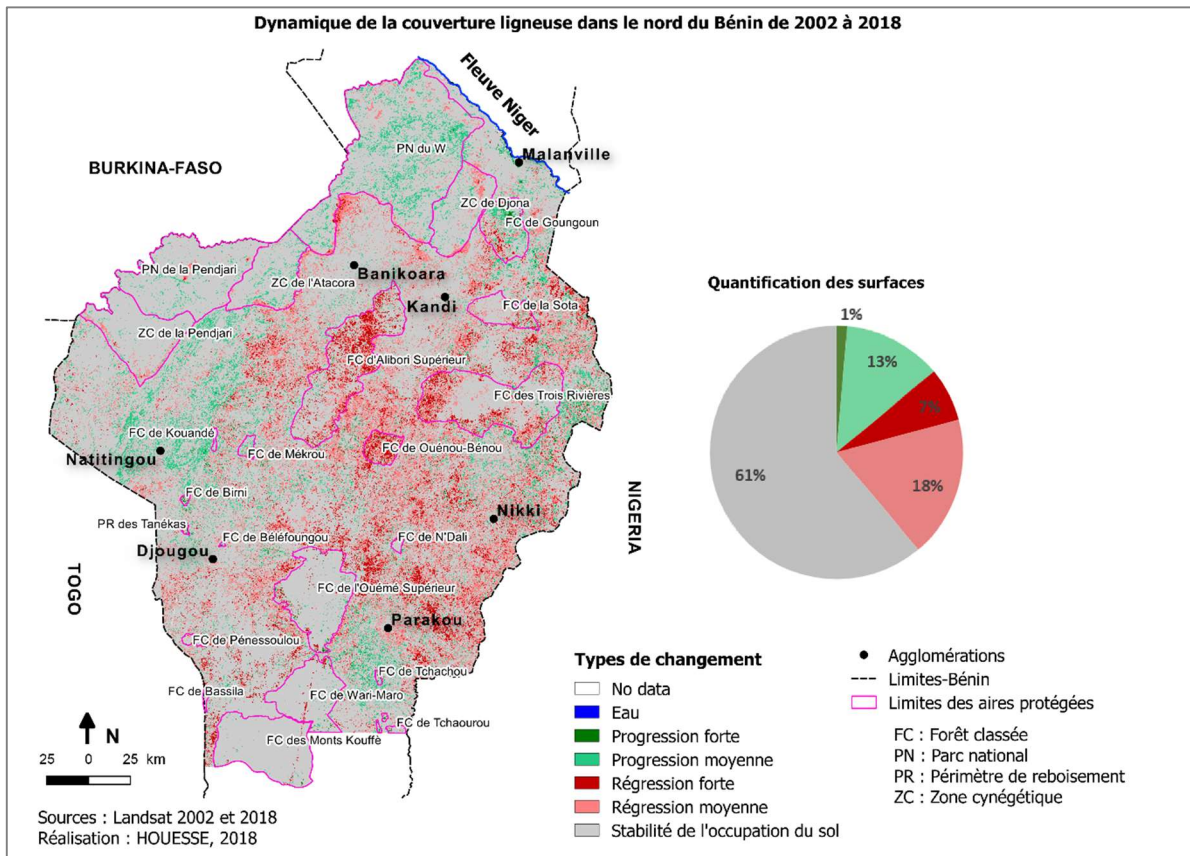 Dynamique de la couverture ligneuse dans le nord du Bénin de 2002 à 2018
Fleuve Niger
PN du W
Malanville
BURKINA-FASO
ZC de Djona
FC de Goungoun
PN de la Pendjari
Banikoara
ZC de l'Atacora
Kandi
FC de la Sota
ZC de la Pendjari
FC d'Alibori Supérieur
FC des Trois Rivières
FC de Kouandé
FC de Mékrou
FC de Ouénou-Bénou
Natitingou
FC de Birni
NIGERIA
Nikki
PR des Tanékas
FC de Béléfoungou
FC de N'Dali
Djougou
TOGO
FC de l'Ouémé Supérieur
Parakou
FC de Pénessoulou
FC de Tchachou
FC de Bassila
FC de Wari-Maro
FC de Tchaourou
FC des Monts Kouffè
N
25 0 25 km
Sources : Landsat 2002 et 2018
Réalisation : HOUESSE, 2018
Quantification des surfaces
1%
13%
7%
18%
61%
Types de changement
No data
Eau
Progression forte
Progression moyenne
Régression forte
Régression moyenne
Stabilité de l'occupation du sol
Agglomérations
Limites-Bénin
Limites des aires protégées
FC : Forêt classée
PN : Parc national
PR : Périmètre de reboisement
ZC : Zone cynégétique